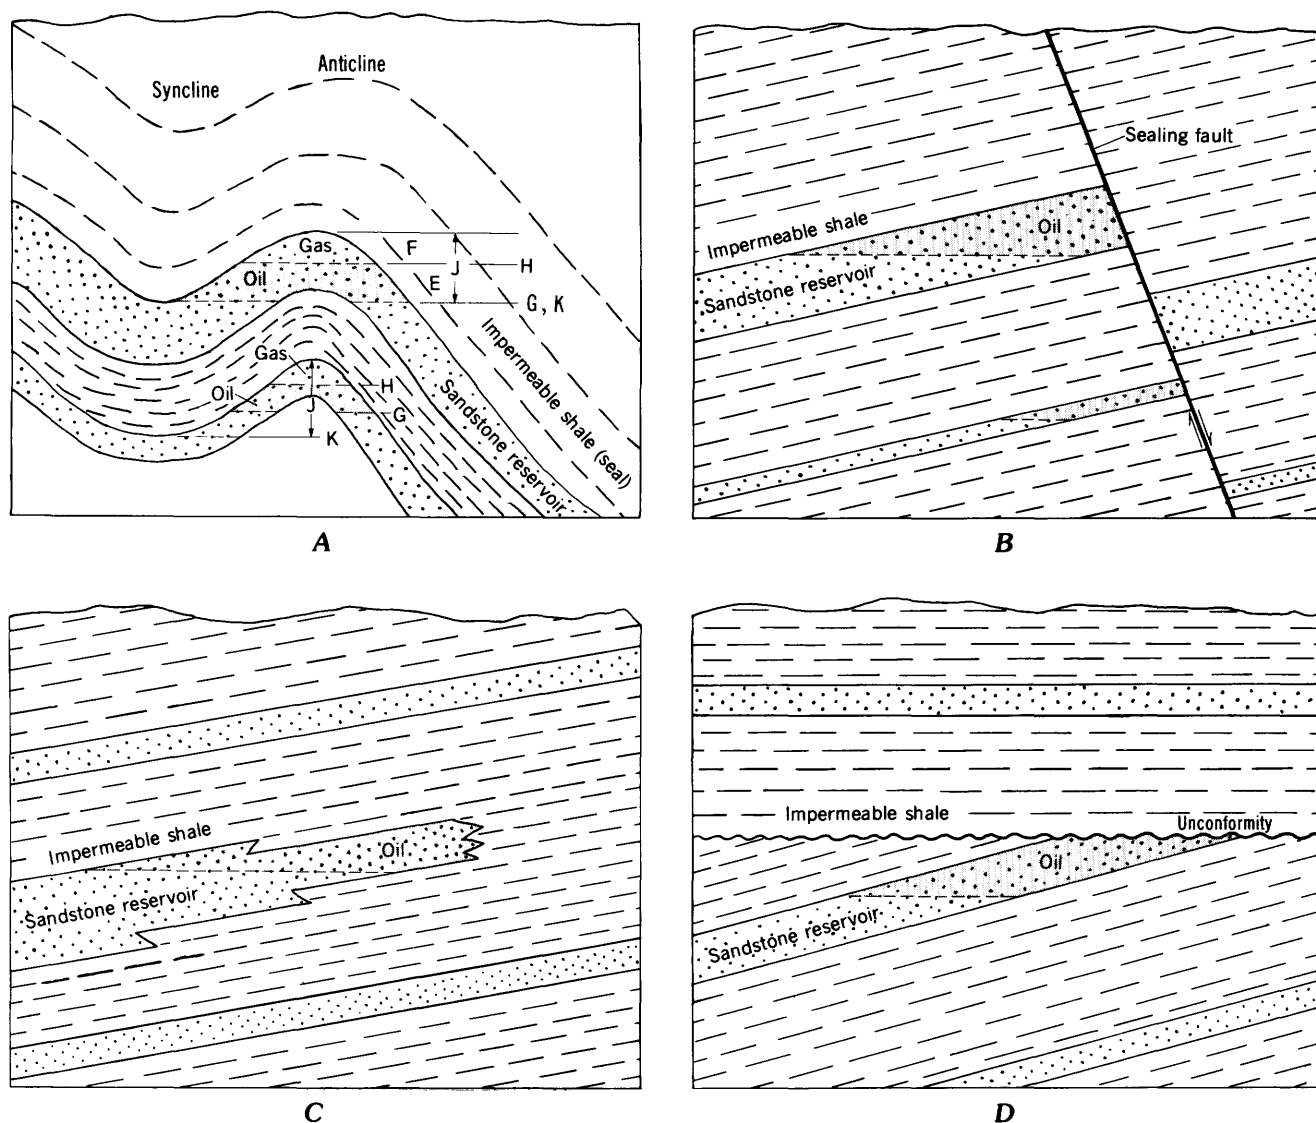 Anticline
Syncline
Gas
F
J
H
Oil
E
G, K
Gas
Impermeable shale (seal)
Oil
H
Sandstone reservoir
J
G
K
A
Sealing fault
Impermeable shale
Oil
Sandstone reservoir
B
Impermeable shale
Oil
Sandstone reservoir
C
Impermeable shale
Unconformity
Oil
Sandstone reservoir
D